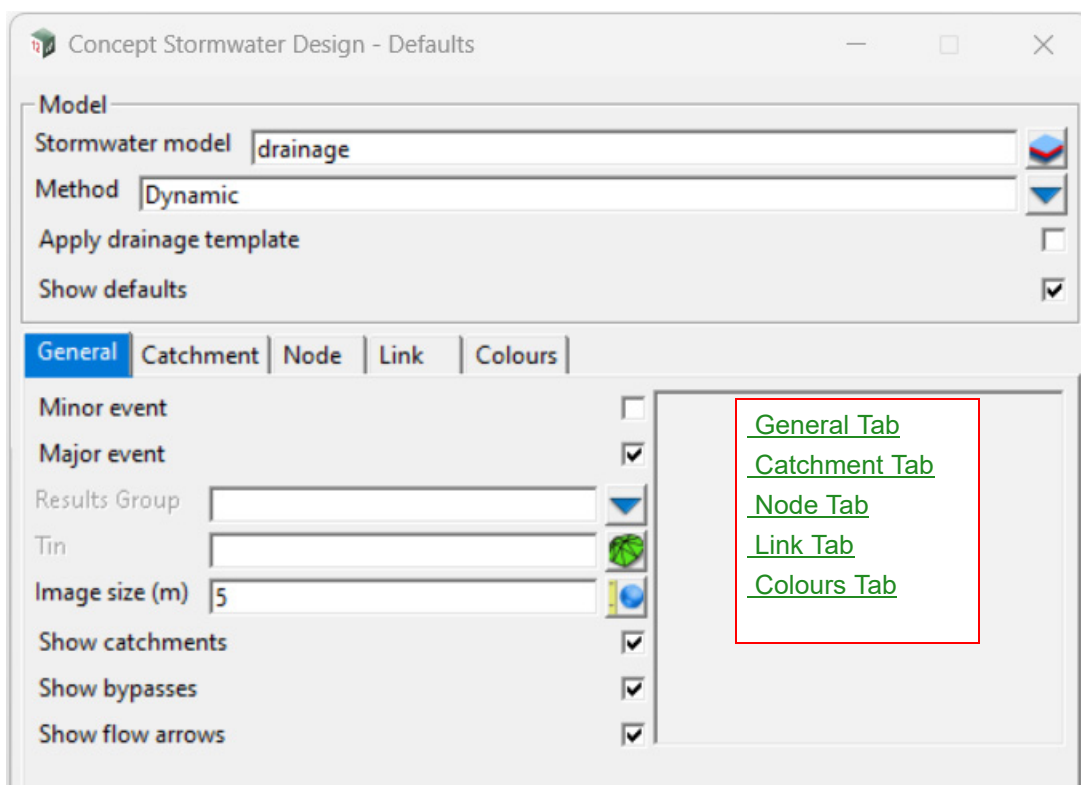 Concept Stormwater Design - Defaults
Model
Stormwater model drainage
Method Dynamic
Apply drainage template
Show defaults
General Catchment Node Link Colours
Minor event
Major event
Results Group
Tin
Image size (m) 5
Show catchments
Show bypasses
Show flow arrows
General Tab
Catchment Tab
Node Tab
Link Tab
Colours Tab